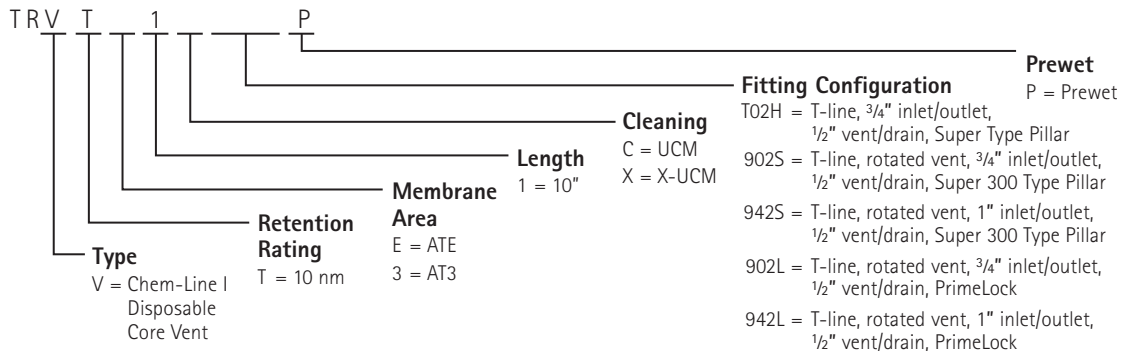 TRV T 1 P
Prewet
P = Prewet
Fitting Configuration
T02H = T-line, 3/4" inlet/outlet,
1/2" vent/drain, Super Type Pillar
902S = T-line, rotated vent, 3/4" inlet/outlet,
1/2" vent/drain, Super 300 Type Pillar
942S = T-line, rotated vent, 1" inlet/outlet,
1/2" vent/drain, Super 300 Type Pillar
902L = T-line, rotated vent, 3/4" inlet/outlet,
1/2" vent/drain, PrimeLock
942L = T-line, rotated vent, 1" inlet/outlet,
1/2" vent/drain, PrimeLock
Cleaning
C = UCM
X = X-UCM
Length
1 = 10"
Membrane
Area
E = ATE
3 = AT3
Retention
Rating
T = 10 nm
Type
V = Chem-Line I
Disposable
Core Vent